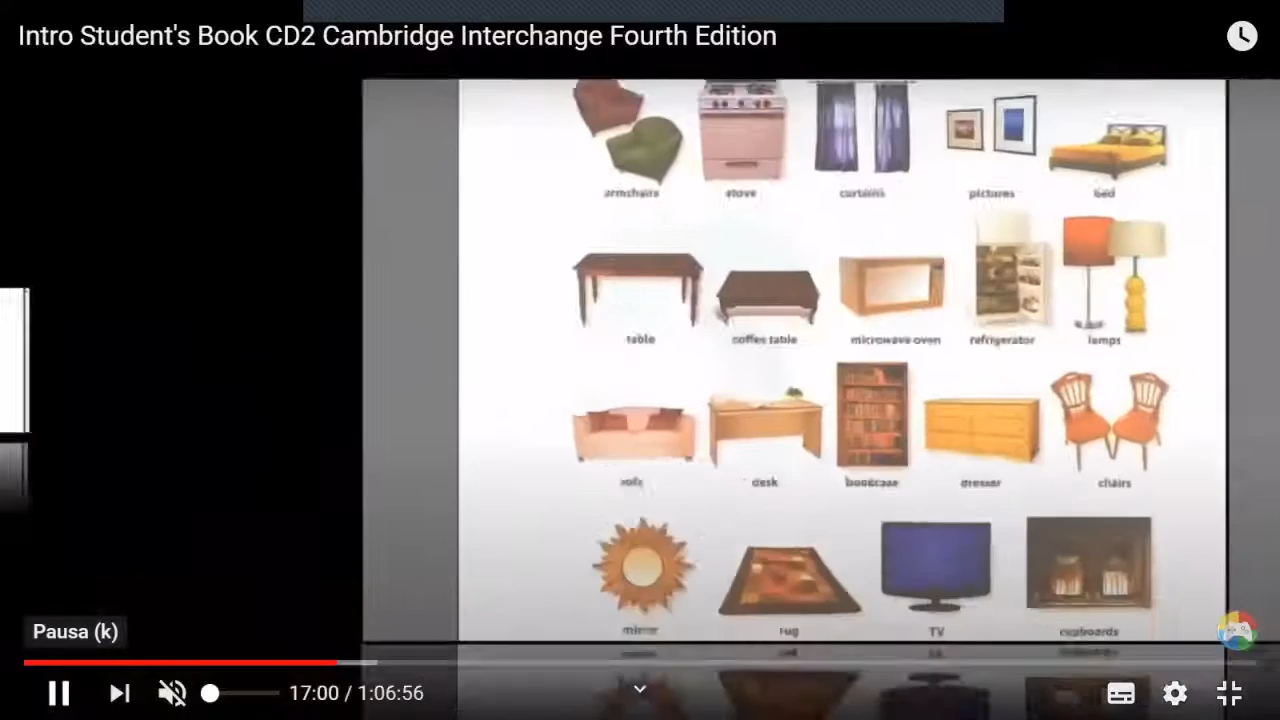 Intro Student's Book CD2 Cambridge Interchange Fourth Edition
armchairs stove curtains pictures bed
table coffee table microwave oven refrigerator lamps
sofa desk bookcase dresser chairs
mirror rug TV cupboards
Pausa (k)
17:00 / 1:06:56